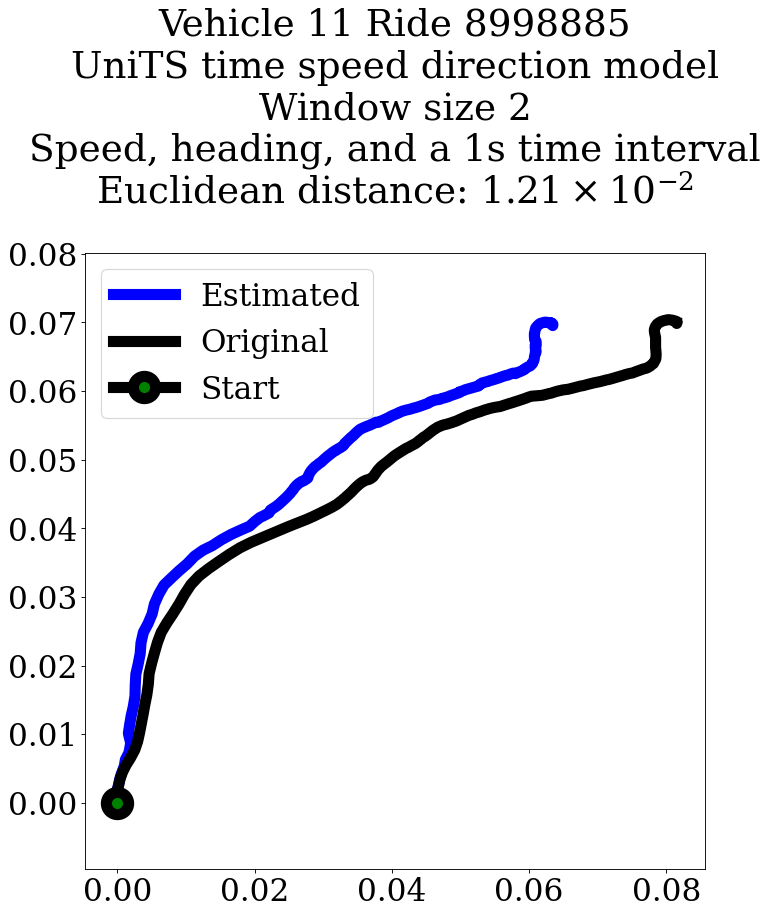 Vehicle 11 Ride 8998885
UniTS time speed direction model
Window size 2
Speed, heading, and a 1s time interval
Euclidean distance: 1.21 × 10⁻²
0.08
Estimated
0.07
Original
Start
0.06
0.05
0.04
0.03
0.02
0.01
0.00
0.00 0.02 0.04 0.06 0.08